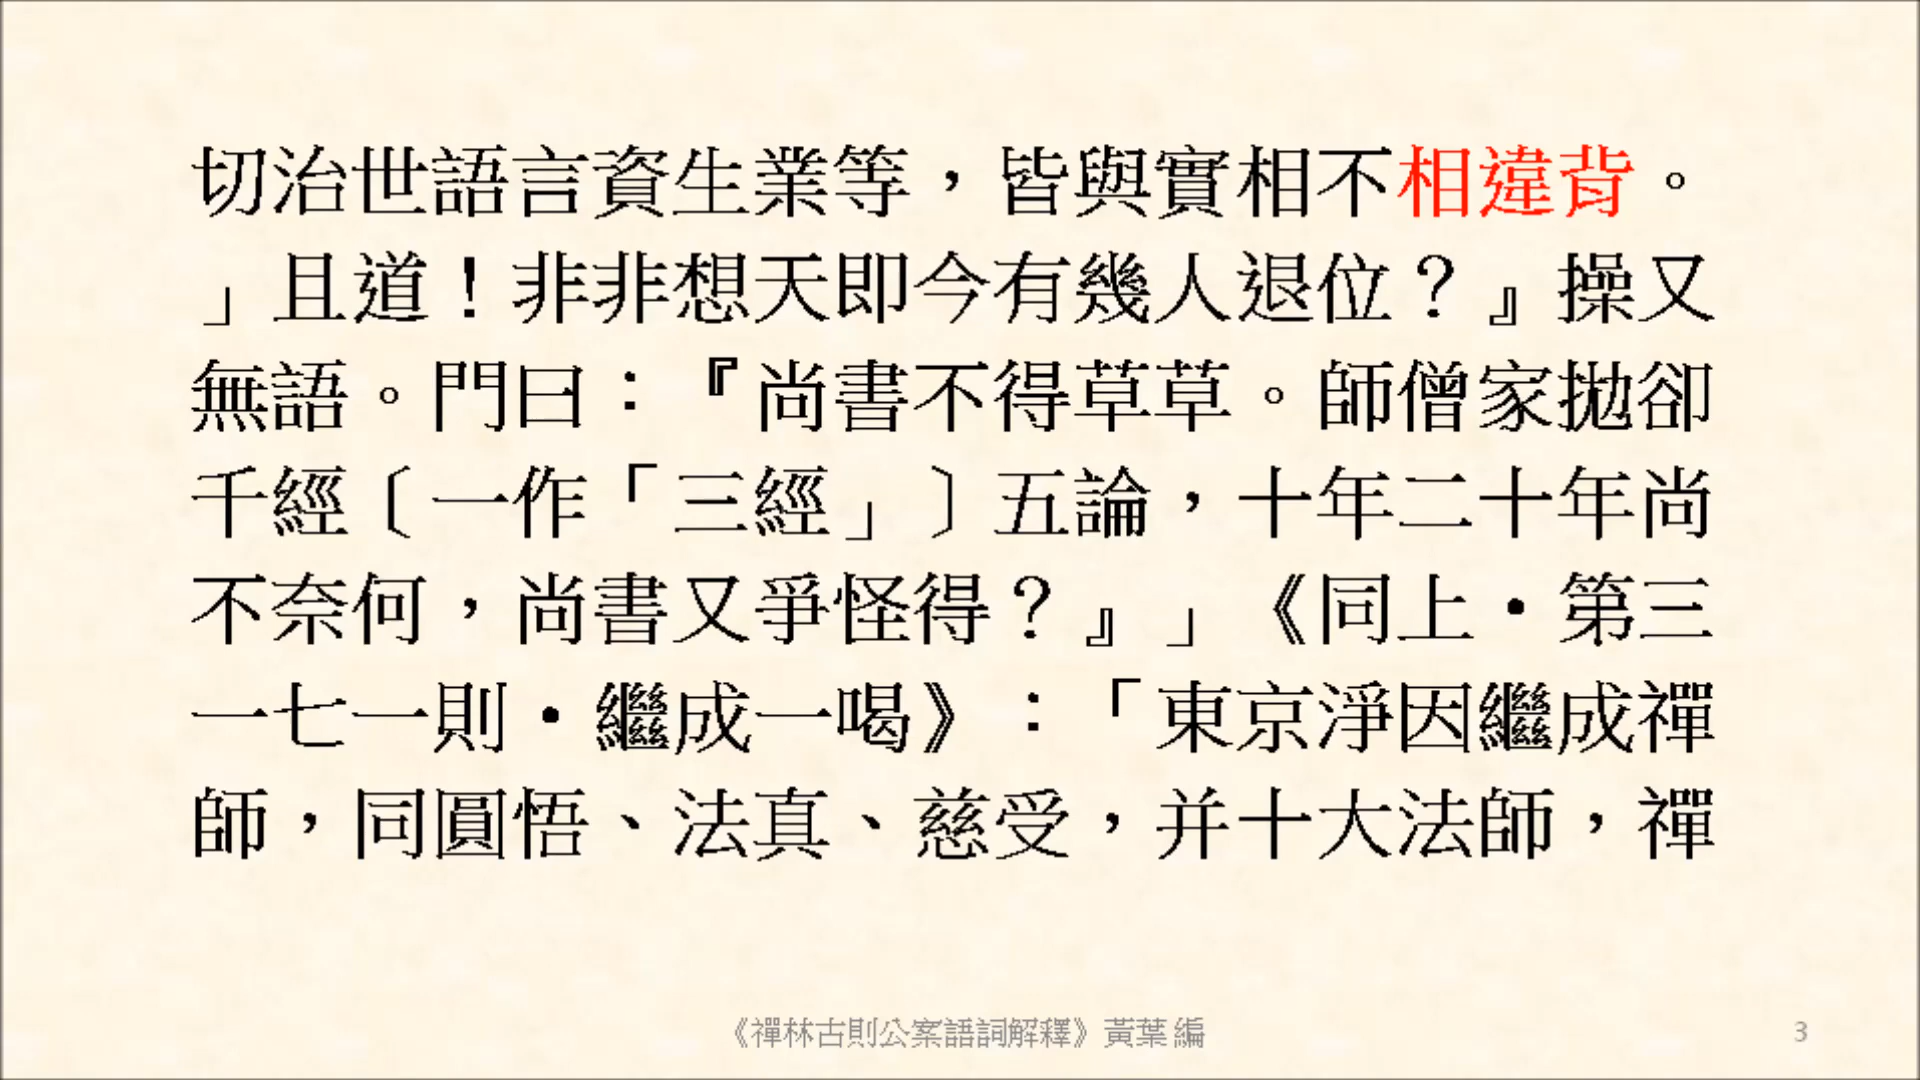 切治世語言資生業等，皆與實相不相違背。
」且道！非非想天即今有幾人退位？』操又
無語。門曰：『尚書不得草草。師僧家拋卻
千經〔一作「三經」〕五論，十年二十年尚
不奈何，尚書又爭怪得？』」《同上‧第三
一七一則‧繼成一喝》：「東京淨因繼成禪
師，同圓悟、法真、慈受，并十大法師，禪
《禪林古則公案語詞解釋》黃葉 編
3